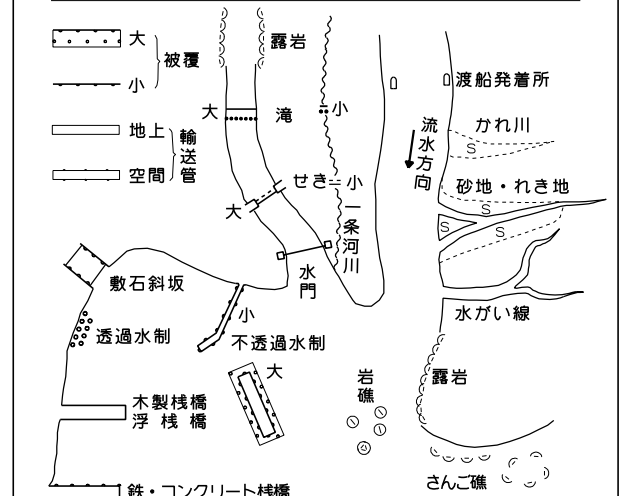 大
被覆
小
地上
輸送管
空間
露岩
大
滝
小
せき
小
大
一条河川
水門
渡船発着所
流水方向
かれ川
S
砂地・れき地
S
S
S
水がい線
敷石斜坂
透過水制
小
不透過水制
大
岩礁
露岩
木製桟橋
浮桟橋
鉄・コンクリート桟橋
さんご礁